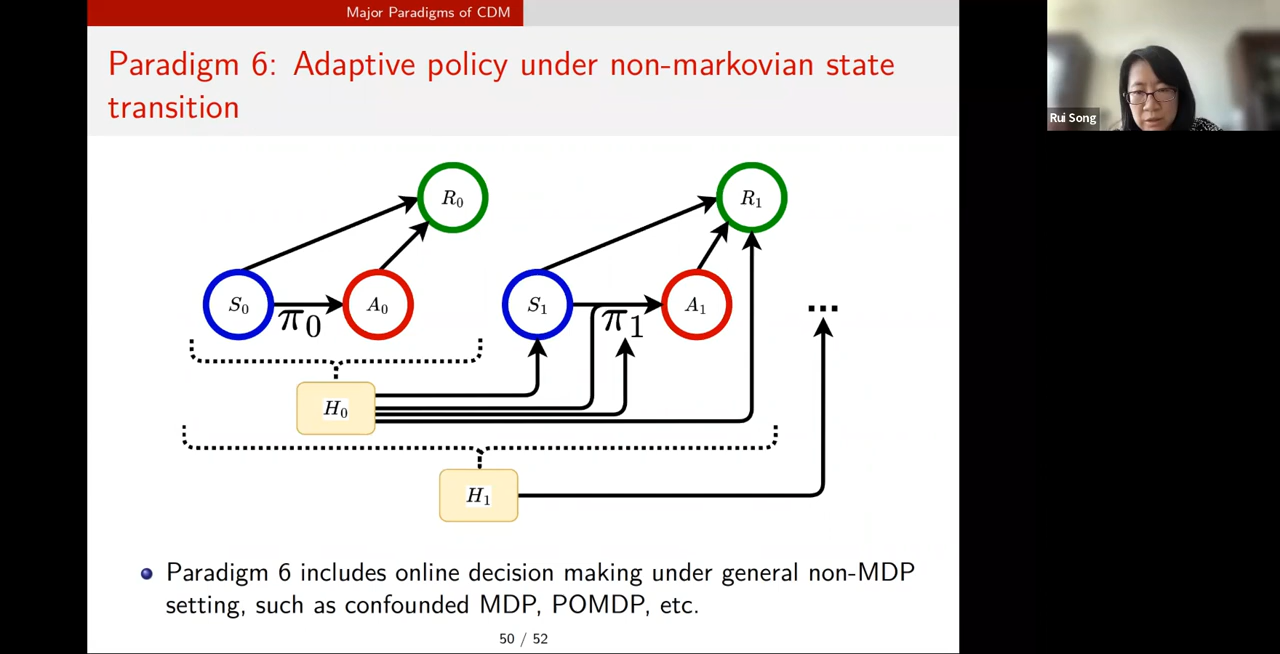 Major Paradigms of CDM
Paradigm 6: Adaptive policy under non-markovian state
transition
Rui Song
R₀
R₁
S₀
π₀
A₀
S₁
π₁
A₁
...
H₀
H₁
Paradigm 6 includes online decision making under general non-MDP
setting, such as confounded MDP, POMDP, etc.
50 / 52